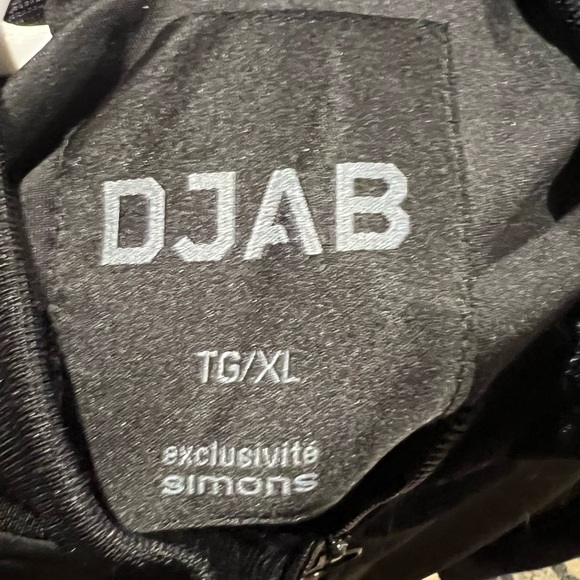 DJAB
TG/XL
exclusivité
simons